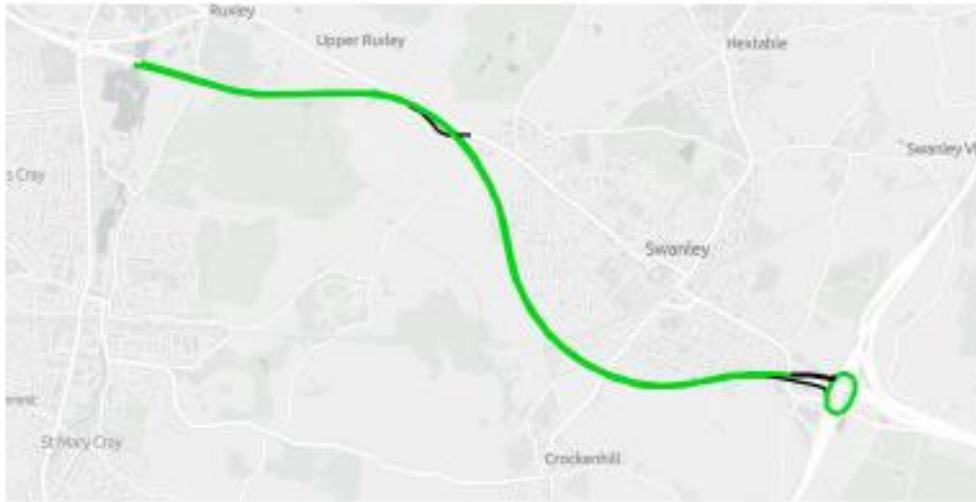 Ruxley
Upper Ruxley
Hextable
Swanley V
s Cray
Swanley
St Mary Cray
Crockenhill